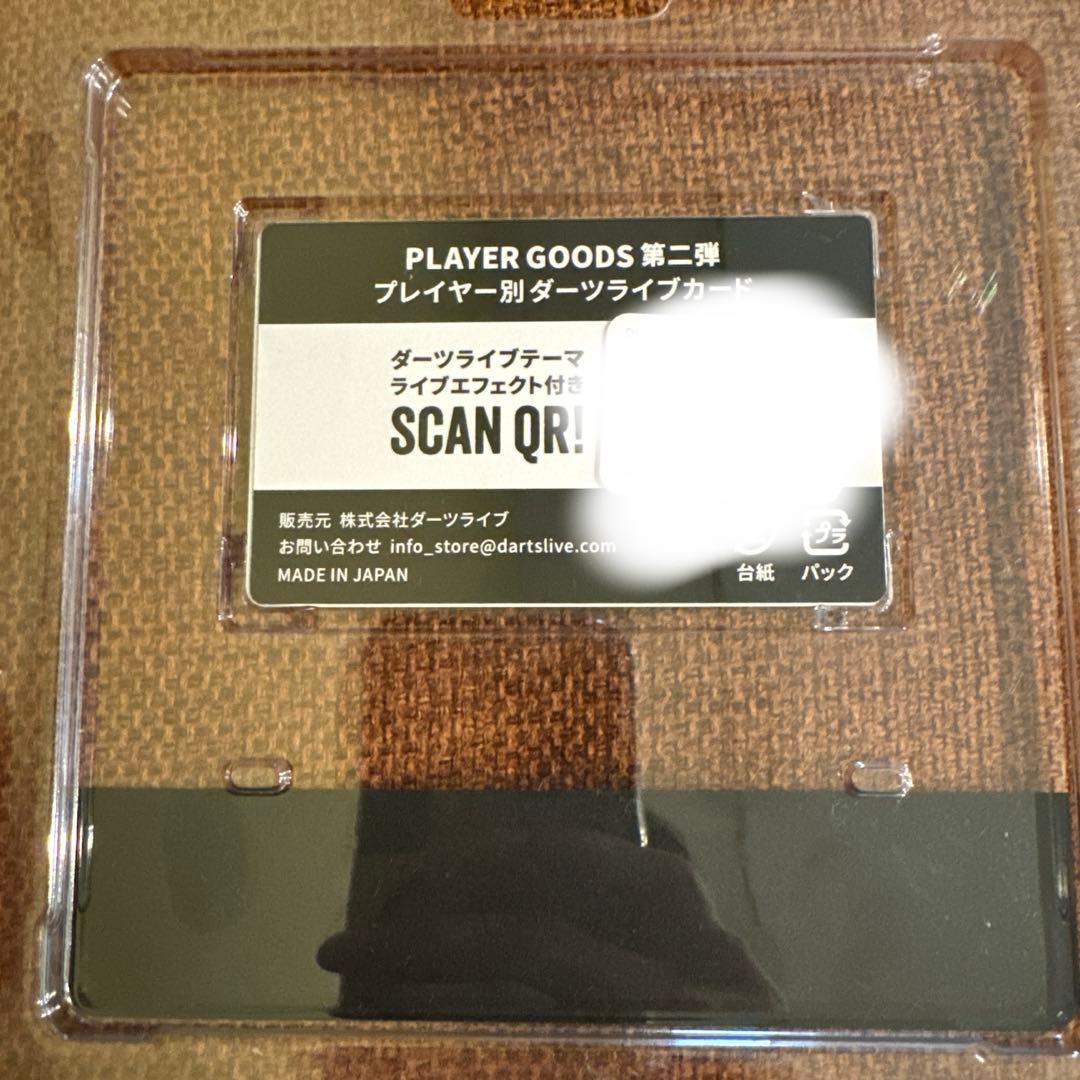 PLAYER GOODS 第二弾
プレイヤー別 ダーツライブカード
ダーツライブテーマ
ライブエフェクト付き
SCAN QR!
販売元 株式会社ダーツライブ
お問い合わせ info_store@dartslive.com
MADE IN JAPAN
プラ
台紙 パック